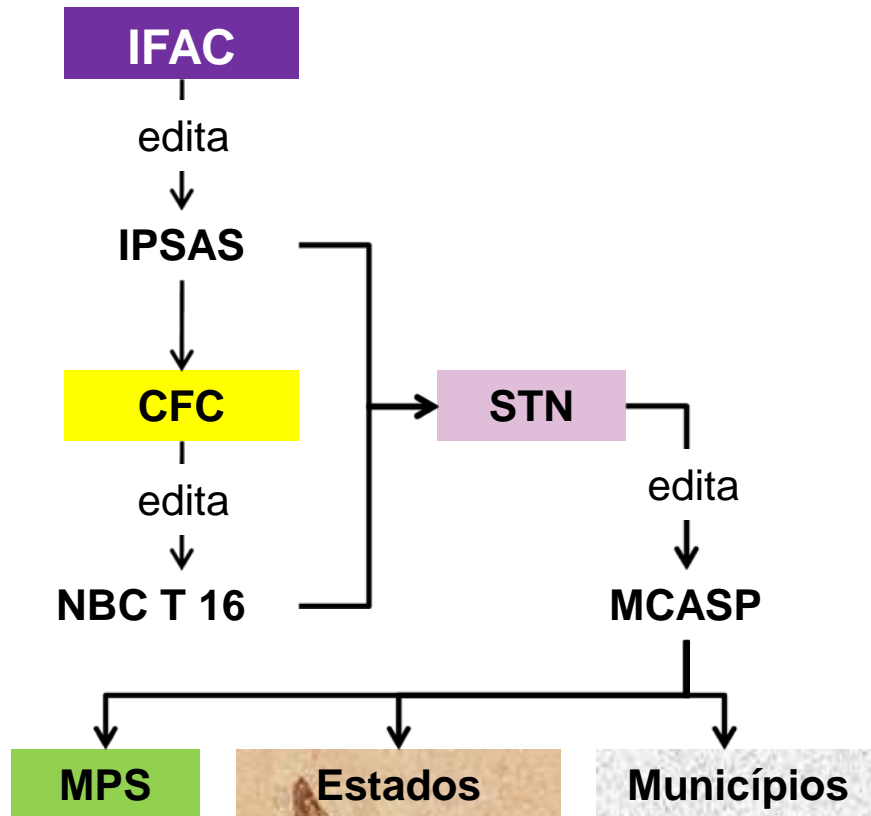 IFAC
edita
IPSAS
CFC
STN
edita
edita
NBC T 16
MCASP
MPS
Estados
Municípios